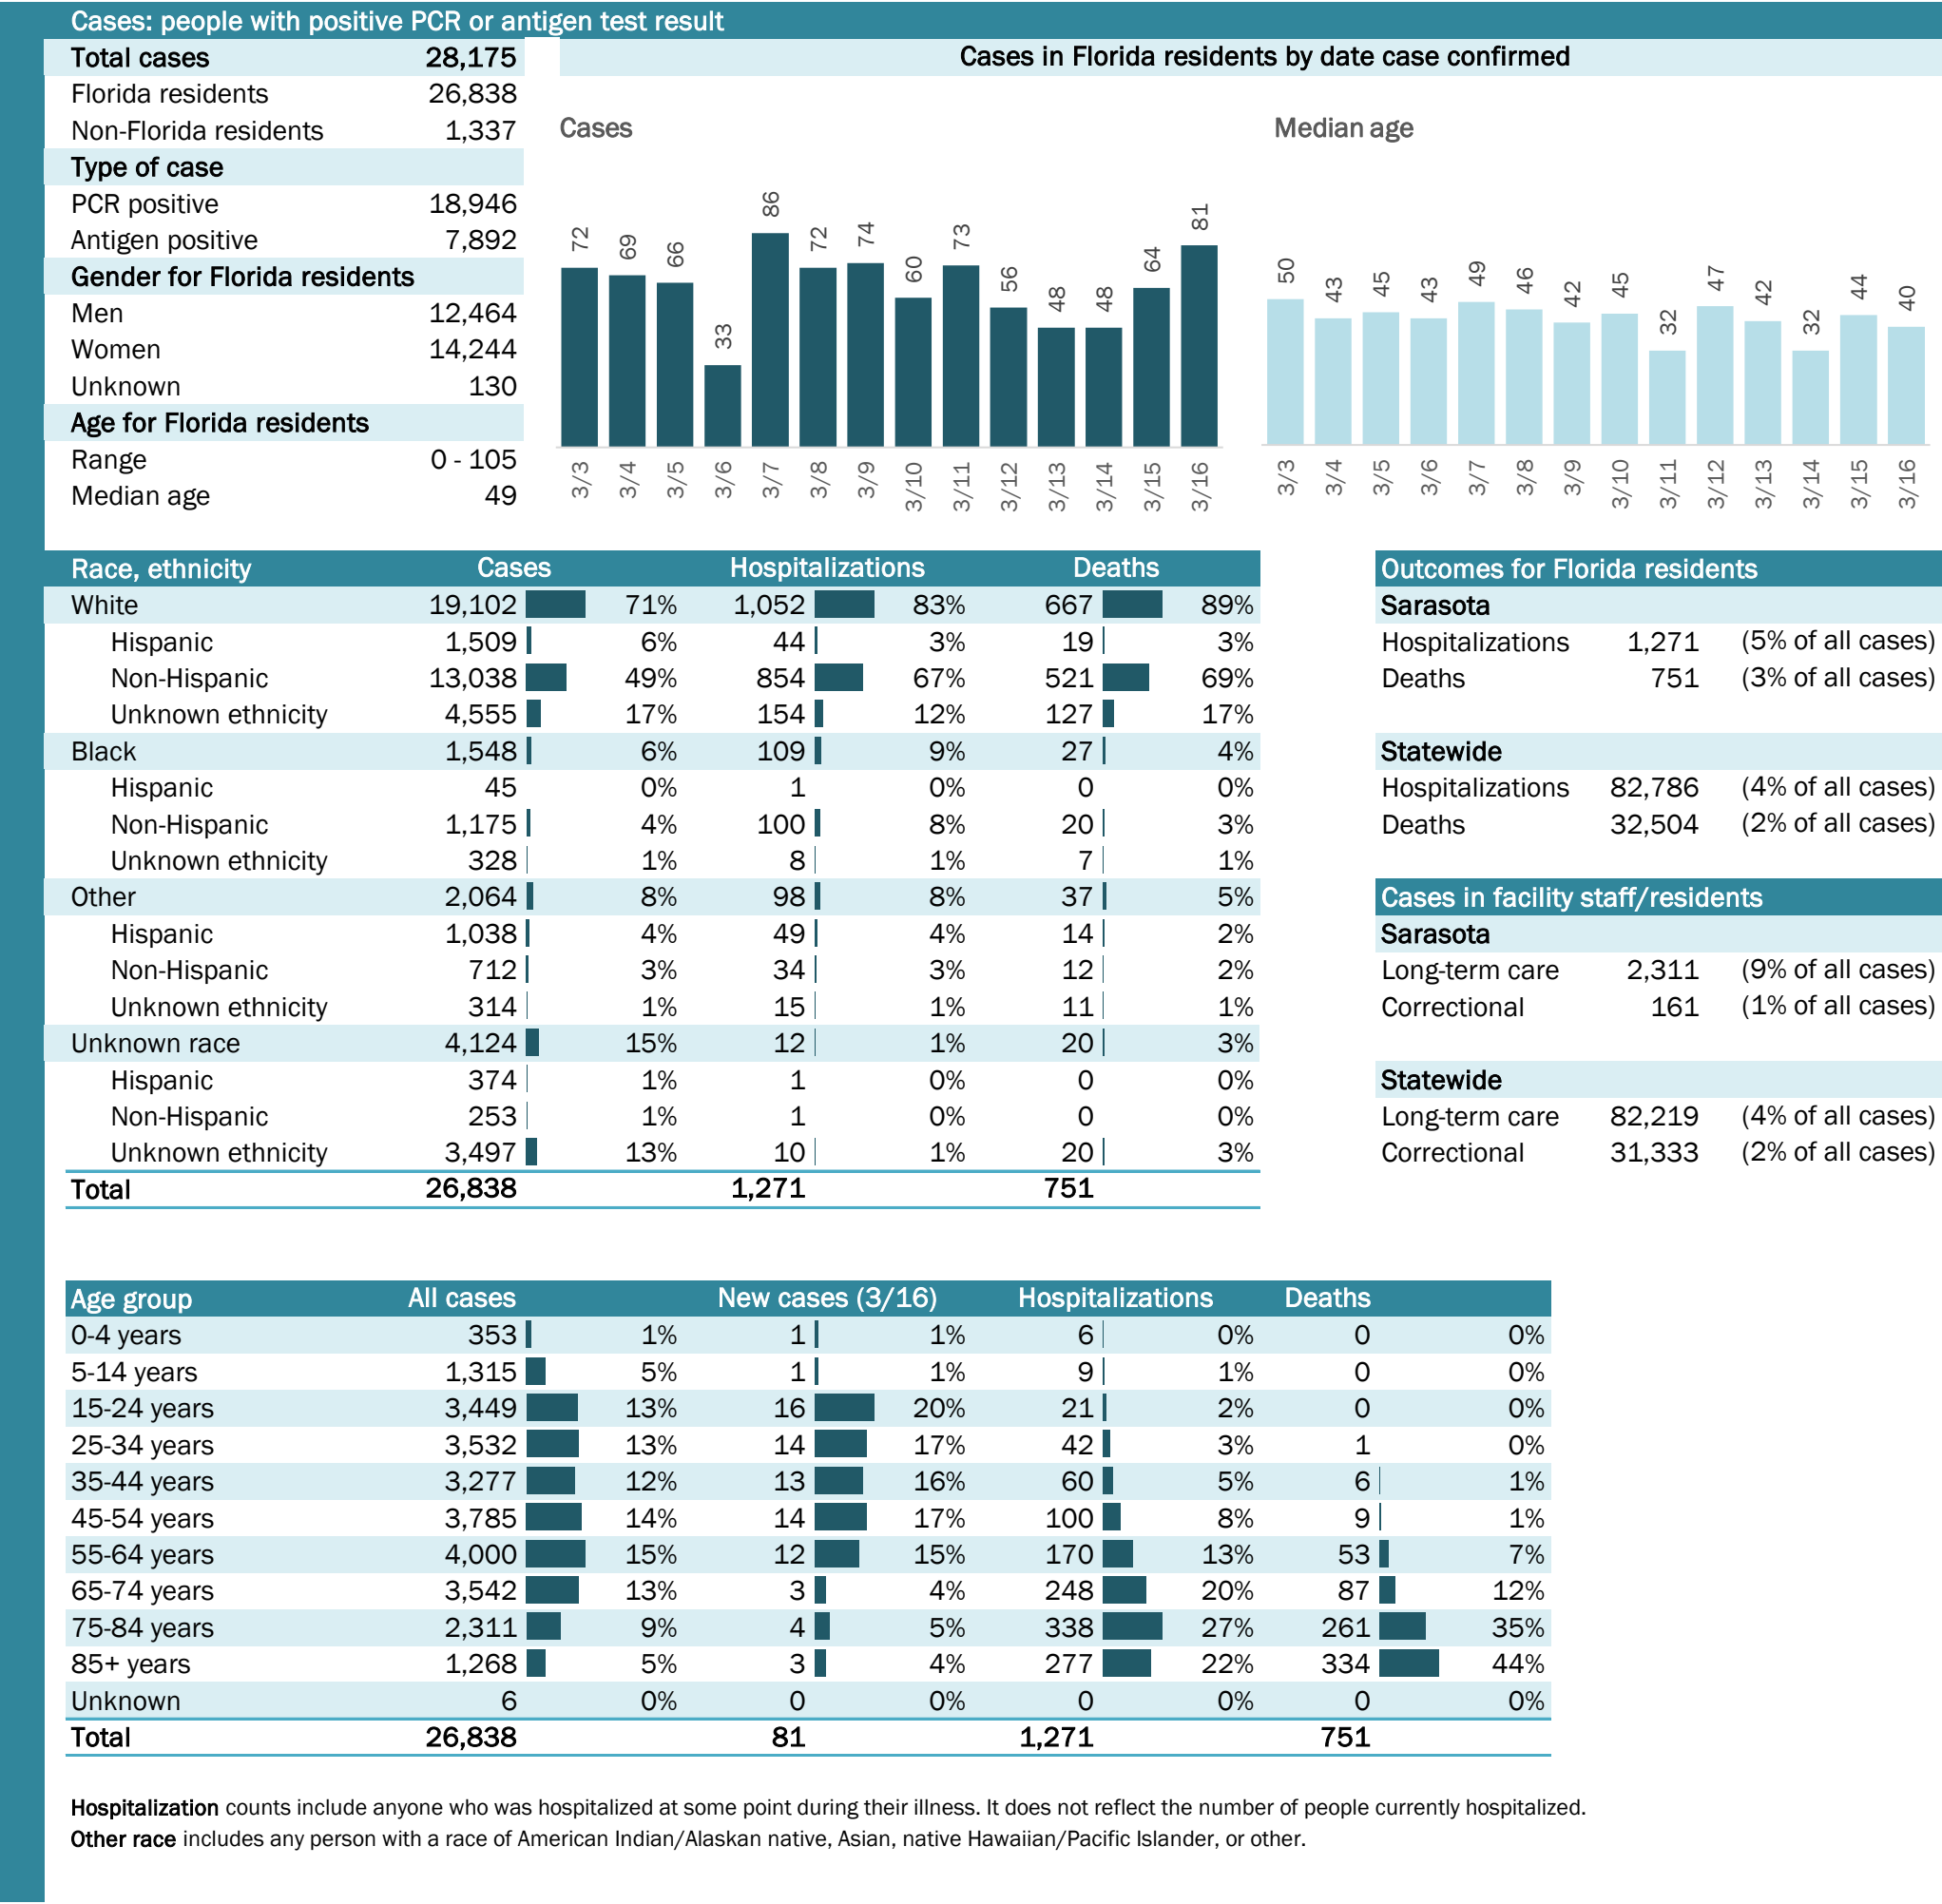 Cases: people with positive PCR or antigen test result
Total cases 28,175
Florida residents 26,838
Non-Florida residents 1,337
Type of case
PCR positive 18,946
Antigen positive 7,892
Gender for Florida residents
Men 12,464
Women 14,244
Unknown 130
Age for Florida residents
Range 0 - 105
Median age 49
Cases in Florida residents by date case confirmed
Cases
72 69 66 33 86 72 74 60 73 56 48 48 64 81
3/3 3/4 3/5 3/6 3/7 3/8 3/9 3/10 3/11 3/12 3/13 3/14 3/15 3/16
Median age
50 43 45 43 49 46 42 45 32 47 42 32 44 40
3/3 3/4 3/5 3/6 3/7 3/8 3/9 3/10 3/11 3/12 3/13 3/14 3/15 3/16
Race, ethnicity Cases Hospitalizations Deaths
White 19,102 71% 1,052 83% 667 89%
Hispanic 1,509 6% 44 3% 19 3%
Non-Hispanic 13,038 49% 854 67% 521 69%
Unknown ethnicity 4,555 17% 154 12% 127 17%
Black 1,548 6% 109 9% 27 4%
Hispanic 45 0% 1 0% 0 0%
Non-Hispanic 1,175 4% 100 8% 20 3%
Unknown ethnicity 328 1% 8 1% 7 1%
Other 2,064 8% 98 8% 37 5%
Hispanic 1,038 4% 49 4% 14 2%
Non-Hispanic 712 3% 34 3% 12 2%
Unknown ethnicity 314 1% 15 1% 11 1%
Unknown race 4,124 15% 12 1% 20 3%
Hispanic 374 1% 1 0% 0 0%
Non-Hispanic 253 1% 1 0% 0 0%
Unknown ethnicity 3,497 13% 10 1% 20 3%
Total 26,838 1,271 751
Outcomes for Florida residents
Sarasota
Hospitalizations 1,271 (5% of all cases)
Deaths 751 (3% of all cases)
Statewide
Hospitalizations 82,786 (4% of all cases)
Deaths 32,504 (2% of all cases)
Cases in facility staff/residents
Sarasota
Long-term care 2,311 (9% of all cases)
Correctional 161 (1% of all cases)
Statewide
Long-term care 82,219 (4% of all cases)
Correctional 31,333 (2% of all cases)
Age group All cases New cases (3/16) Hospitalizations Deaths
0-4 years 353 1% 1 1% 6 0% 0 0%
5-14 years 1,315 5% 1 1% 9 1% 0 0%
15-24 years 3,449 13% 16 20% 21 2% 0 0%
25-34 years 3,532 13% 14 17% 42 3% 1 0%
35-44 years 3,277 12% 13 16% 60 5% 6 1%
45-54 years 3,785 14% 14 17% 100 8% 9 1%
55-64 years 4,000 15% 12 15% 170 13% 53 7%
65-74 years 3,542 13% 3 4% 248 20% 87 12%
75-84 years 2,311 9% 4 5% 338 27% 261 35%
85+ years 1,268 5% 3 4% 277 22% 334 44%
Unknown 6 0% 0 0% 0 0% 0 0%
Total 26,838 81 1,271 751
Hospitalization counts include anyone who was hospitalized at some point during their illness. It does not reflect the number of people currently hospitalized.
Other race includes any person with a race of American Indian/Alaskan native, Asian, native Hawaiian/Pacific Islander, or other.